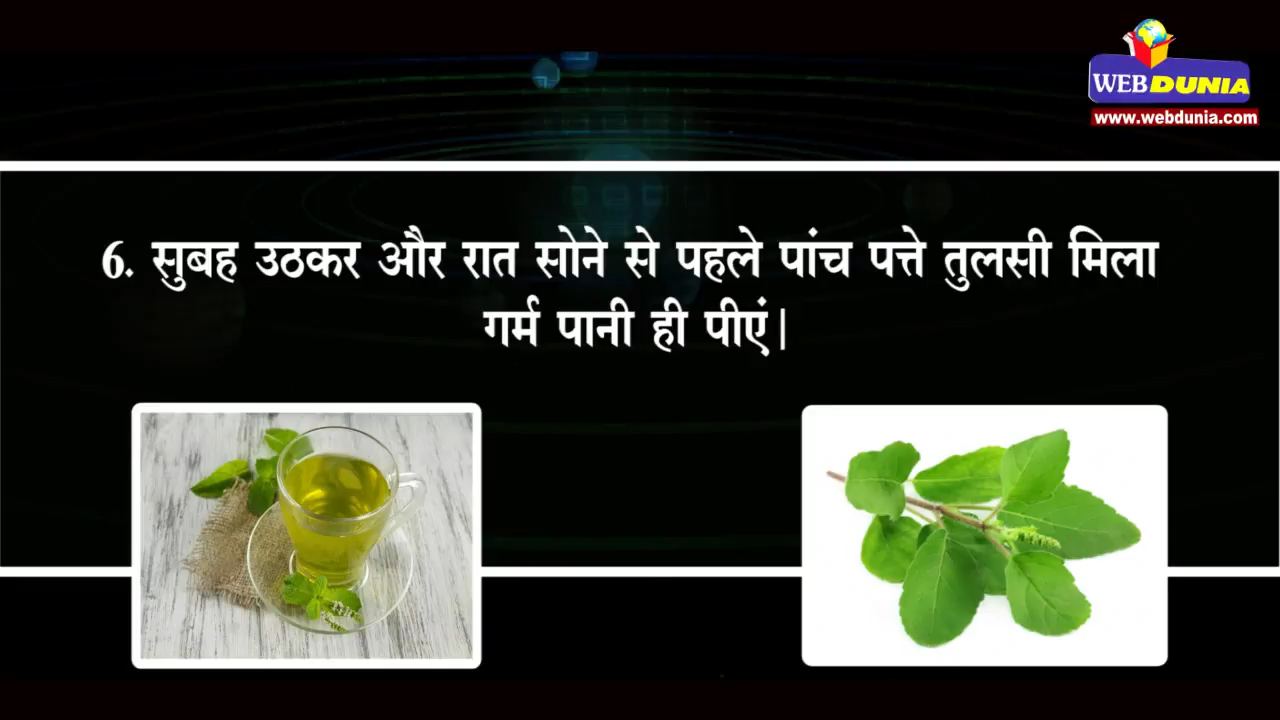 WEBDUNIA
www.webdunia.com
6. सुबह उठकर और रात सोने से पहले पांच पत्ते तुलसी मिला
गर्म पानी ही पीएं|